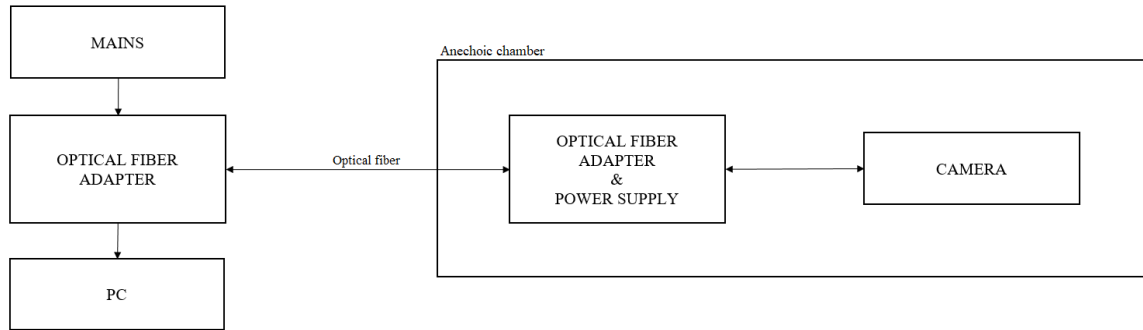 MAINS
Anechoic chamber
OPTICAL FIBER
ADAPTER
Optical fiber
OPTICAL FIBER
ADAPTER
&
POWER SUPPLY
CAMERA
PC